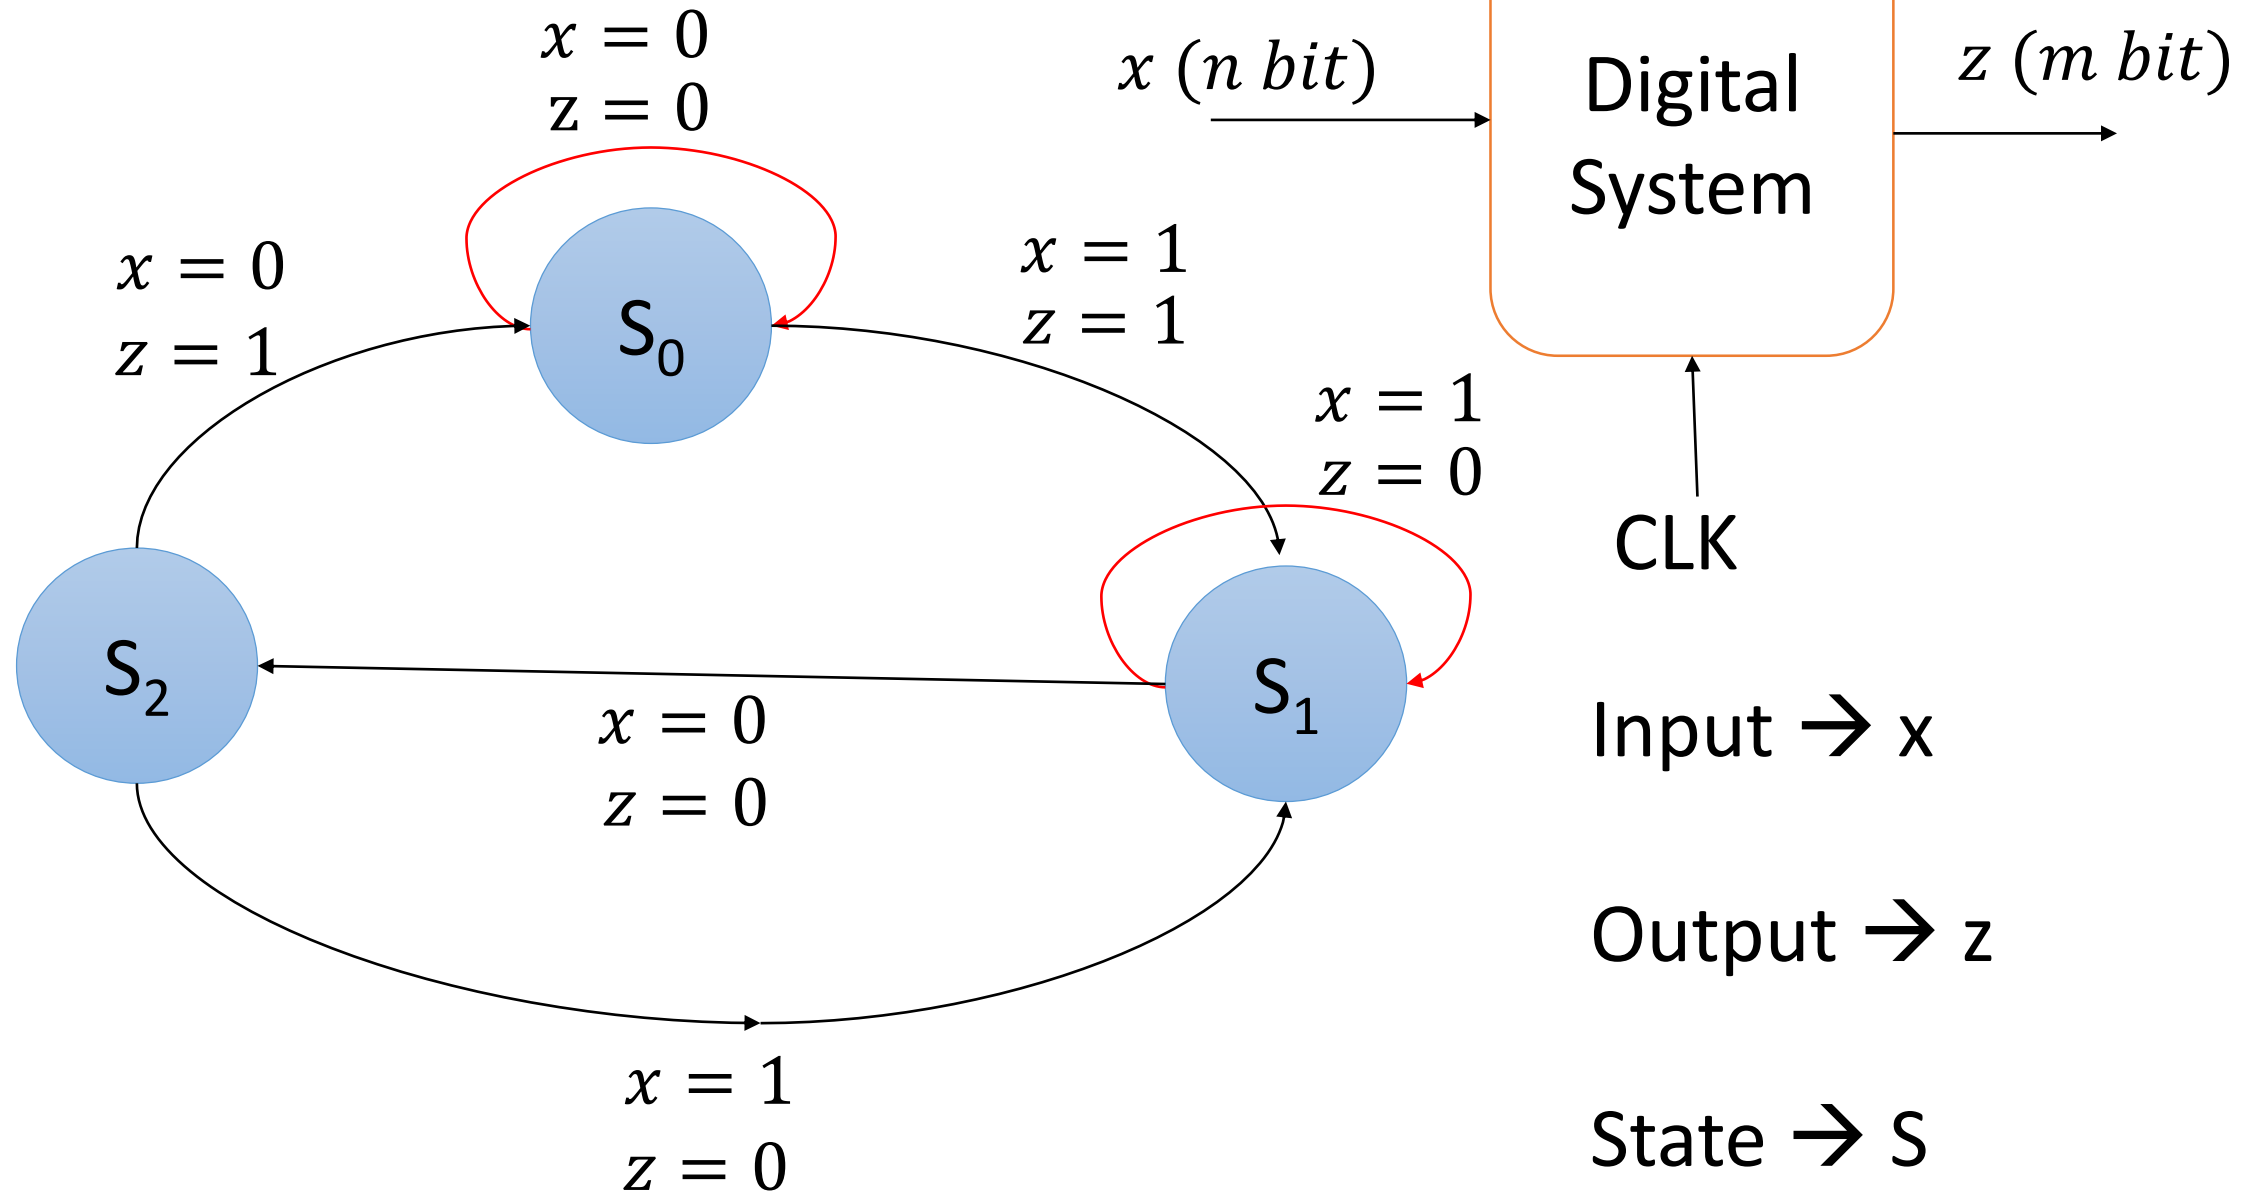 x = 0
z = 0
x (n bit)
Digital
System
z (m bit)
x = 0
z = 1
S₀
x = 1
z = 1
x = 1
z = 0
CLK
S₂
S₁
x = 0
z = 0
Input → x
Output → z
x = 1
z = 0
State → S